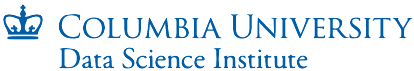 COLUMBIA UNIVERSITY
Data Science Institute